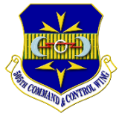 505TH COMMAND & CONTROL WING